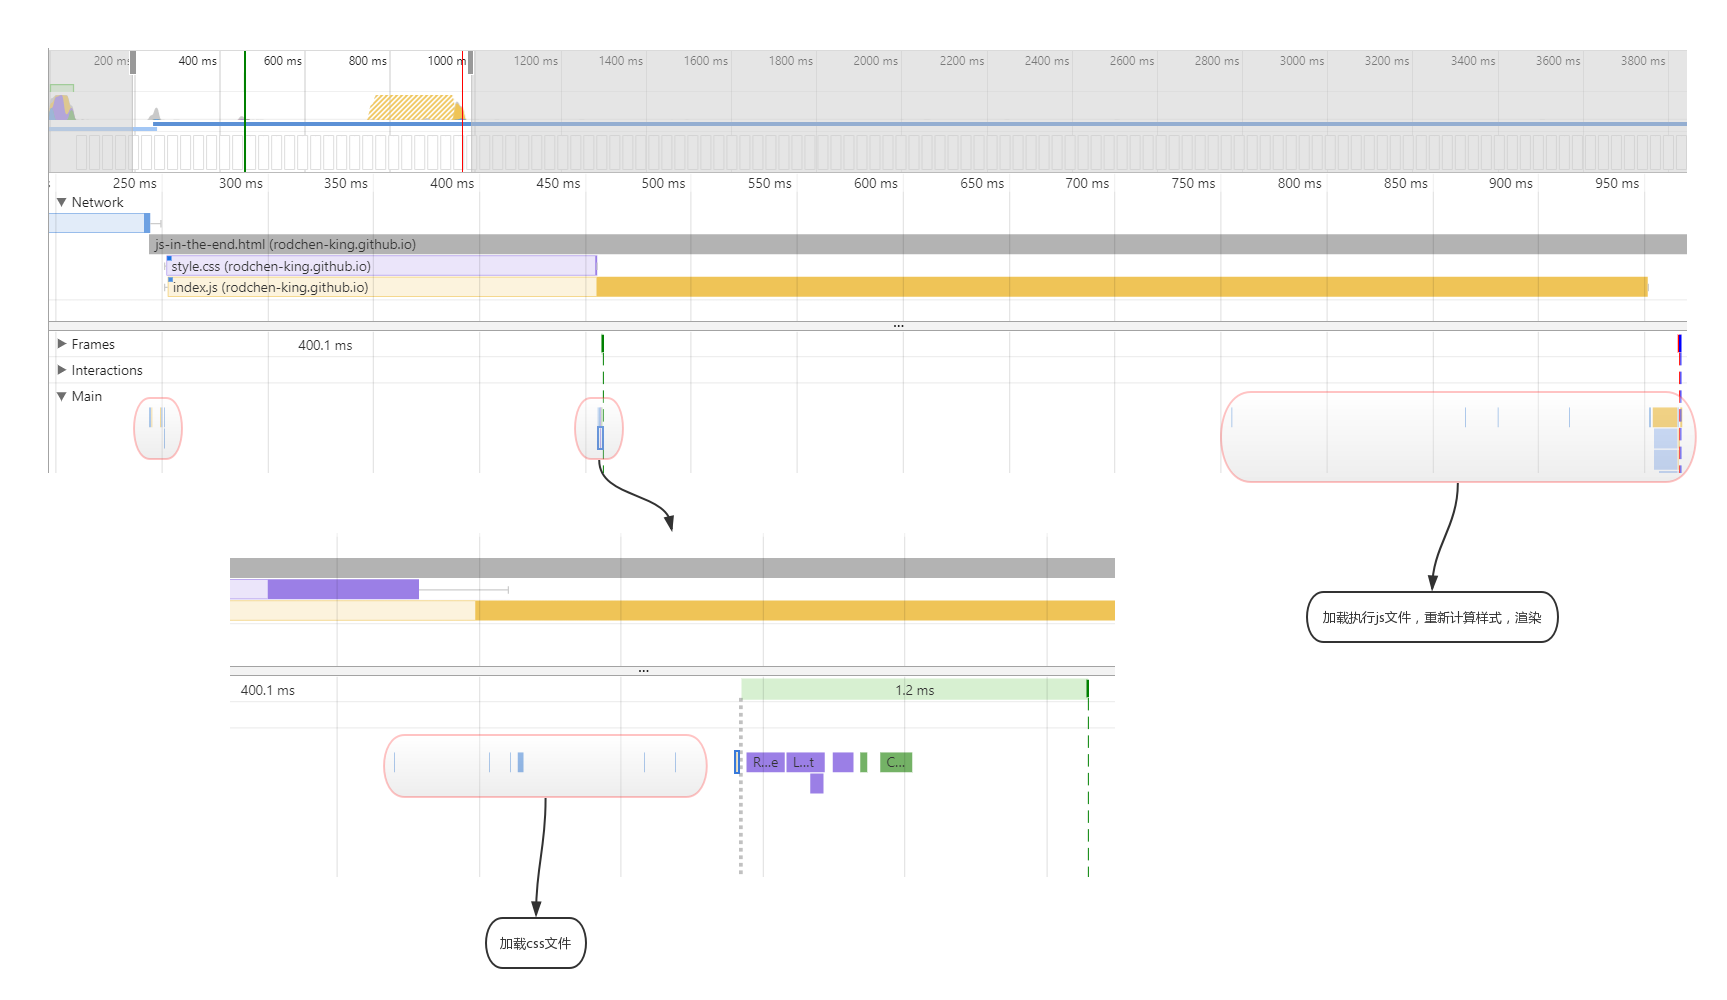 200 ms 400 ms 600 ms 800 ms 1000 m 1200 ms 1400 ms 1600 ms 1800 ms 2000 ms 2200 ms 2400 ms 2600 ms 2800 ms 3000 ms 3200 ms 3400 ms 3600 ms 3800 ms
250 ms 300 ms 350 ms 400 ms 450 ms 500 ms 550 ms 600 ms 650 ms 700 ms 750 ms 800 ms 850 ms 900 ms 950 ms
Network
js-in-the-end.html (rodchen-king.github.io)
style.css (rodchen-king.github.io)
index.js (rodchen-king.github.io)
...
Frames 400.1 ms
Interactions
Main
加载执行js文件，重新计算样式，渲染
...
400.1 ms 1.2 ms
R...e L...t C...
加载css文件